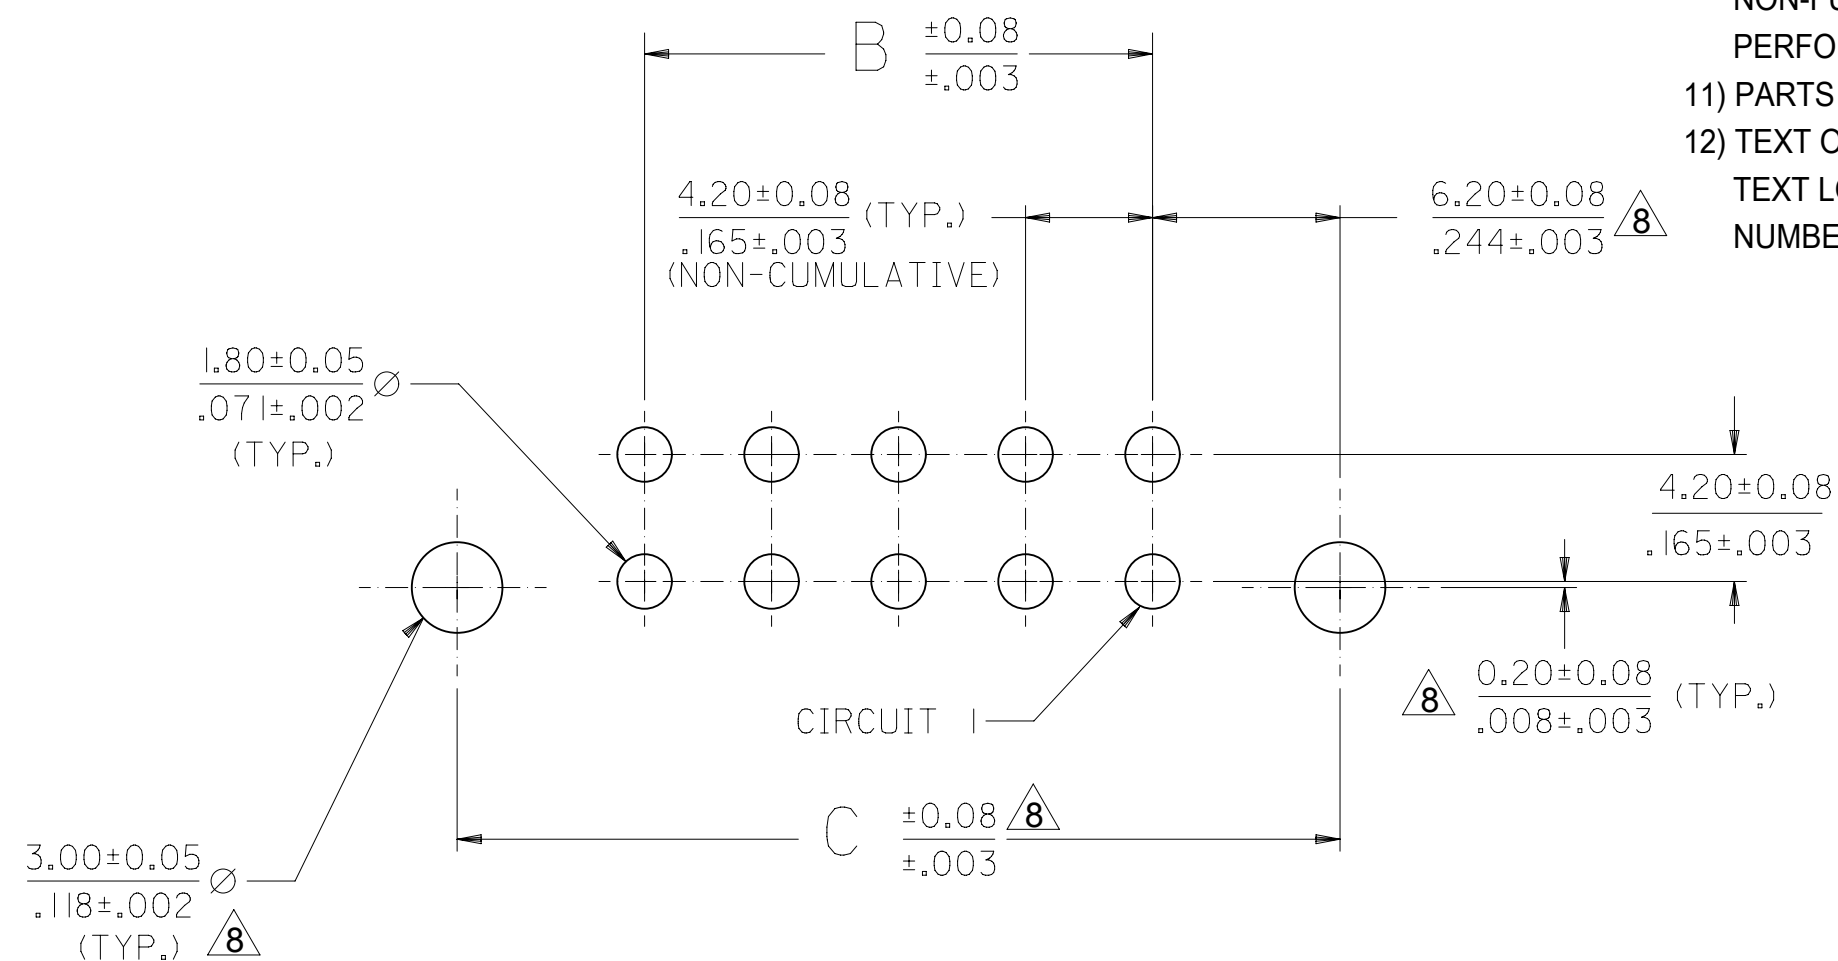 B ±0.08
±.003
4.20±0.08 (TYP.)
.165±.003
(NON-CUMULATIVE)
6.20±0.08 8
.244±.003
PERFO
11) PARTS
12) TEXT
NUMBE
1.80±0.05 Ø
.071±.002
(TYP.)
4.20±0.08
.165±.003
8 0.20±0.08 (TYP.)
.008±.003
CIRCUIT 1
C ±0.08 8
±.003
3.00±0.05 Ø
.118±.002
(TYP.) 8